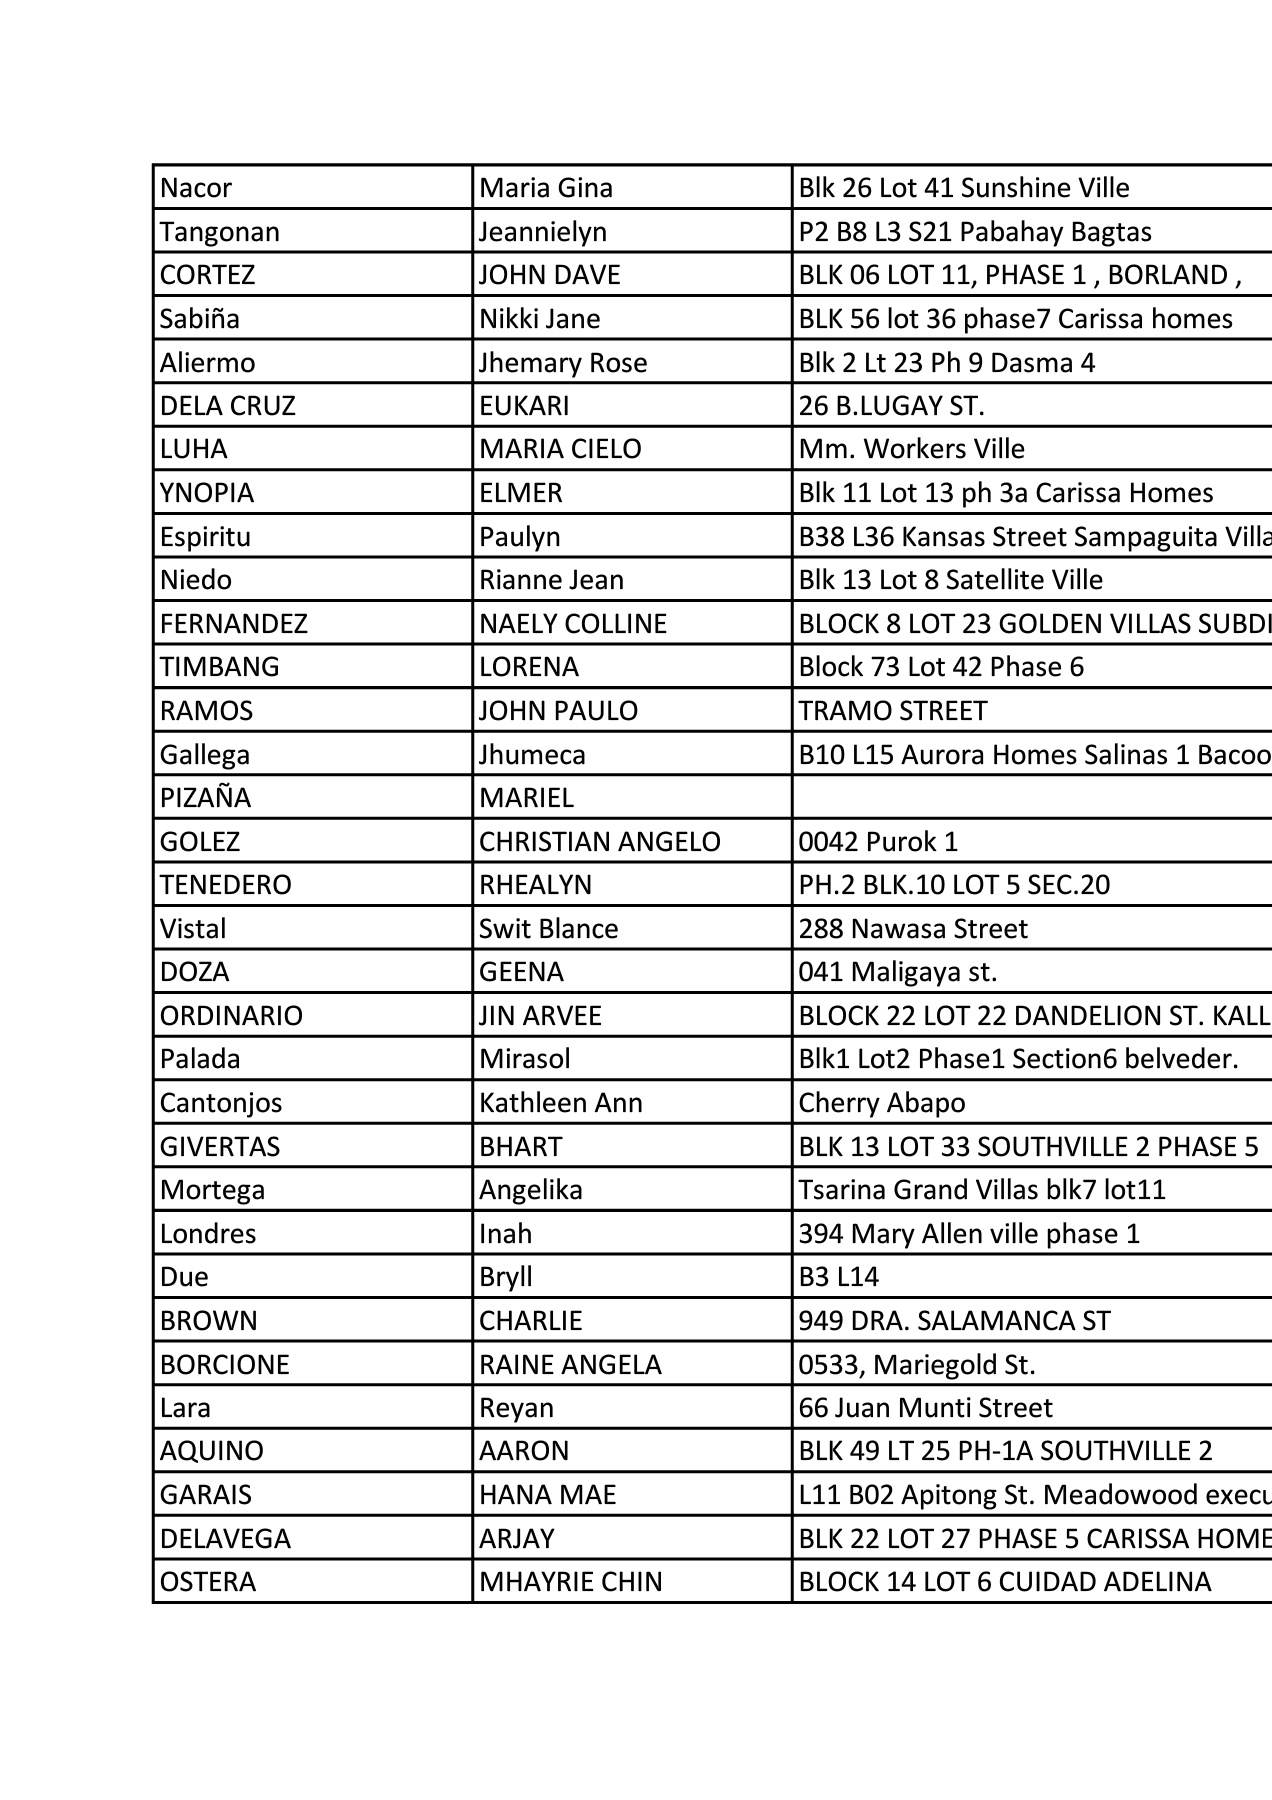 Nacor Maria Gina Blk 26 Lot 41 Sunshine Ville
Tangonan Jeannielyn P2 B8 L3 S21 Pabahay Bagtas
CORTEZ JOHN DAVE BLK 06 LOT 11, PHASE 1 , BORLAND ,
Sabiña Nikki Jane BLK 56 lot 36 phase7 Carissa homes
Aliermo Jhemary Rose Blk 2 Lt 23 Ph 9 Dasma 4
DELA CRUZ EUKARI 26 B.LUGAY ST.
LUHA MARIA CIELO Mm. Workers Ville
YNOPIA ELMER Blk 11 Lot 13 ph 3a Carissa Homes
Espiritu Paulyn B38 L36 Kansas Street Sampaguita Villa
Niedo Rianne Jean Blk 13 Lot 8 Satellite Ville
FERNANDEZ NAELY COLLINE BLOCK 8 LOT 23 GOLDEN VILLAS SUBDI
TIMBANG LORENA Block 73 Lot 42 Phase 6
RAMOS JOHN PAULO TRAMO STREET
Gallega Jhumeca B10 L15 Aurora Homes Salinas 1 Bacoo
PIZAÑA MARIEL
GOLEZ CHRISTIAN ANGELO 0042 Purok 1
TENEDERO RHEALYN PH.2 BLK.10 LOT 5 SEC.20
Vistal Swit Blance 288 Nawasa Street
DOZA GEENA 041 Maligaya st.
ORDINARIO JIN ARVEE BLOCK 22 LOT 22 DANDELION ST. KALL
Palada Mirasol Blk1 Lot2 Phase1 Section6 belveder.
Cantonjos Kathleen Ann Cherry Abapo
GIVERTAS BHART BLK 13 LOT 33 SOUTHVILLE 2 PHASE 5
Mortega Angelika Tsarina Grand Villas blk7 lot11
Londres Inah 394 Mary Allen ville phase 1
Due Bryll B3 L14
BROWN CHARLIE 949 DRA. SALAMANCA ST
BORCIONE RAINE ANGELA 0533, Mariegold St.
Lara Reyan 66 Juan Munti Street
AQUINO AARON BLK 49 LT 25 PH-1A SOUTHVILLE 2
GARAIS HANA MAE L11 B02 Apitong St. Meadowood execu
DELAVEGA ARJAY BLK 22 LOT 27 PHASE 5 CARISSA HOME
OSTERA MHAYRIE CHIN BLOCK 14 LOT 6 CUIDAD ADELINA